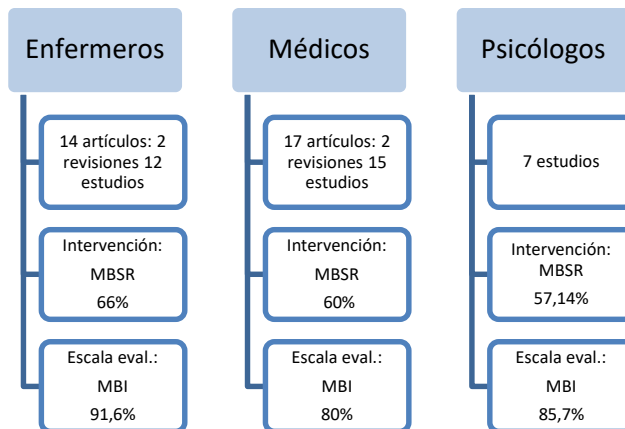 Enfermeros
14 artículos: 2
revisiones 12
estudios
Intervención:
MBSR
66%
Escala eval.:
MBI
91,6%
Médicos
17 artículos: 2
revisiones 15
estudios
Intervención:
MBSR
60%
Escala eval.:
MBI
80%
Psicólogos
7 estudios
Intervención:
MBSR
57,14%
Escala eval.:
MBI
85,7%